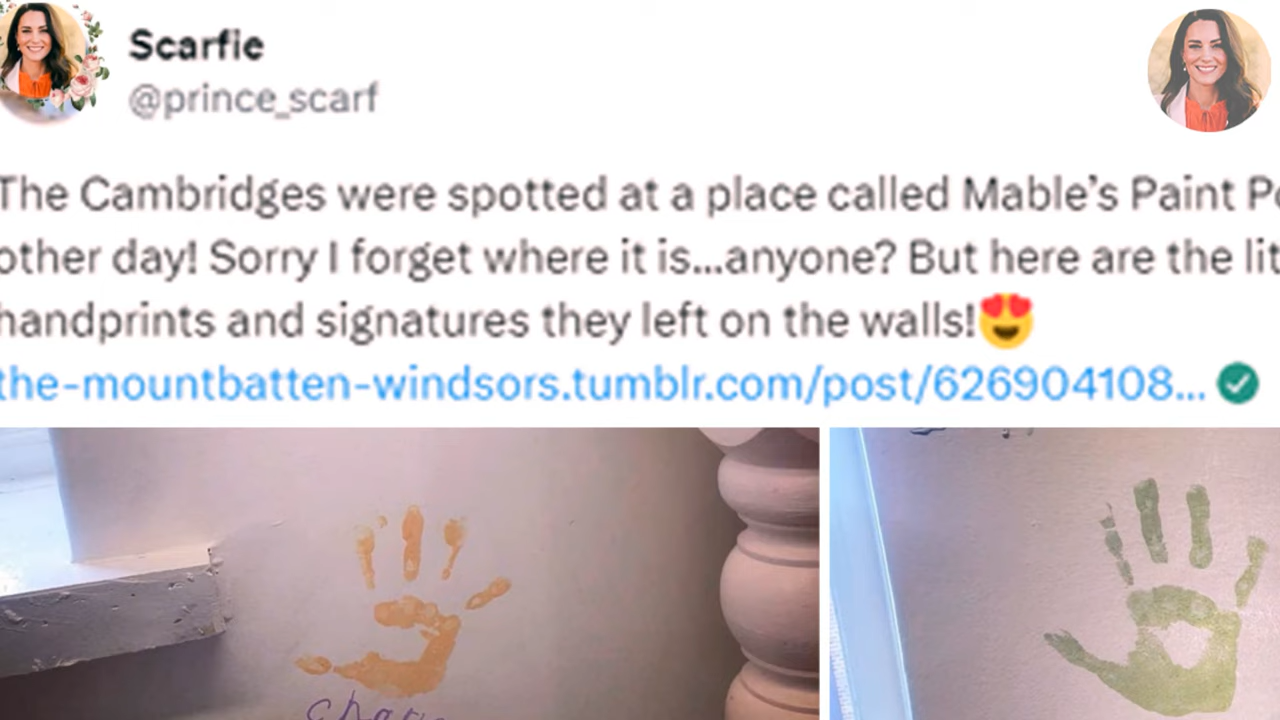 Scarfie
@prince_scarf
The Cambridges were spotted at a place called Mable’s Paint
other day! Sorry I forget where it is...anyone? But here are the
handprints and signatures they left on the walls!😍
the-mountbatten-windsors.tumblr.com/post/626904108...